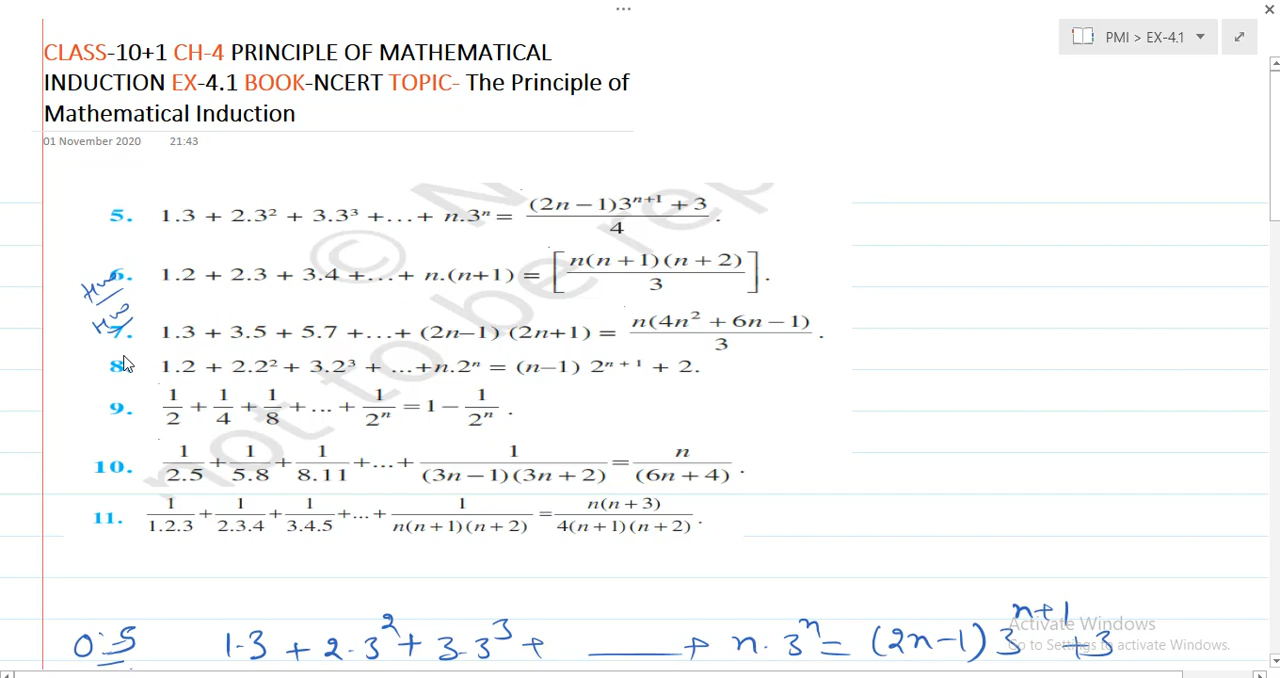 ...
CLASS-10+1 CH-4 PRINCIPLE OF MATHEMATICAL
INDUCTION EX-4.1 BOOK-NCERT TOPIC- The Principle of
Mathematical Induction
PMI > EX-4.1
01 November 2020 21:43
5. 1.3 + 2.3² + 3.3³ +...+ n.3ⁿ = (2n−1)3ⁿ⁺¹ + 3 / 4 .
HW 6. 1.2 + 2.3 + 3.4 +...+ n.(n+1) = [n(n+1)(n+2) / 3] .
HW 7. 1.3 + 3.5 + 5.7 +...+ (2n−1) (2n+1) = n(4n² + 6n − 1) / 3 .
8. 1.2 + 2.2² + 3.2³ + ...+n.2ⁿ = (n−1) 2ⁿ⁺¹ + 2.
9. 1/2 + 1/4 + 1/8 + ... + 1/2ⁿ = 1 − 1/2ⁿ .
10. 1/2.5 + 1/5.8 + 1/8.11 +...+ 1/(3n−1)(3n+2) = n/(6n+4) .
11. 1/1.2.3 + 1/2.3.4 + 1/3.4.5 +...+ 1/n(n+1)(n+2) = n(n+3)/4(n+1)(n+2) .
© N
not to be rep
Q:5 1·3 + 2·3² + 3·3³ + ___ + n·3ⁿ = (2n−1) 3ⁿ⁺¹ + 3
Activate Windows
Go to Settings to activate Windows.